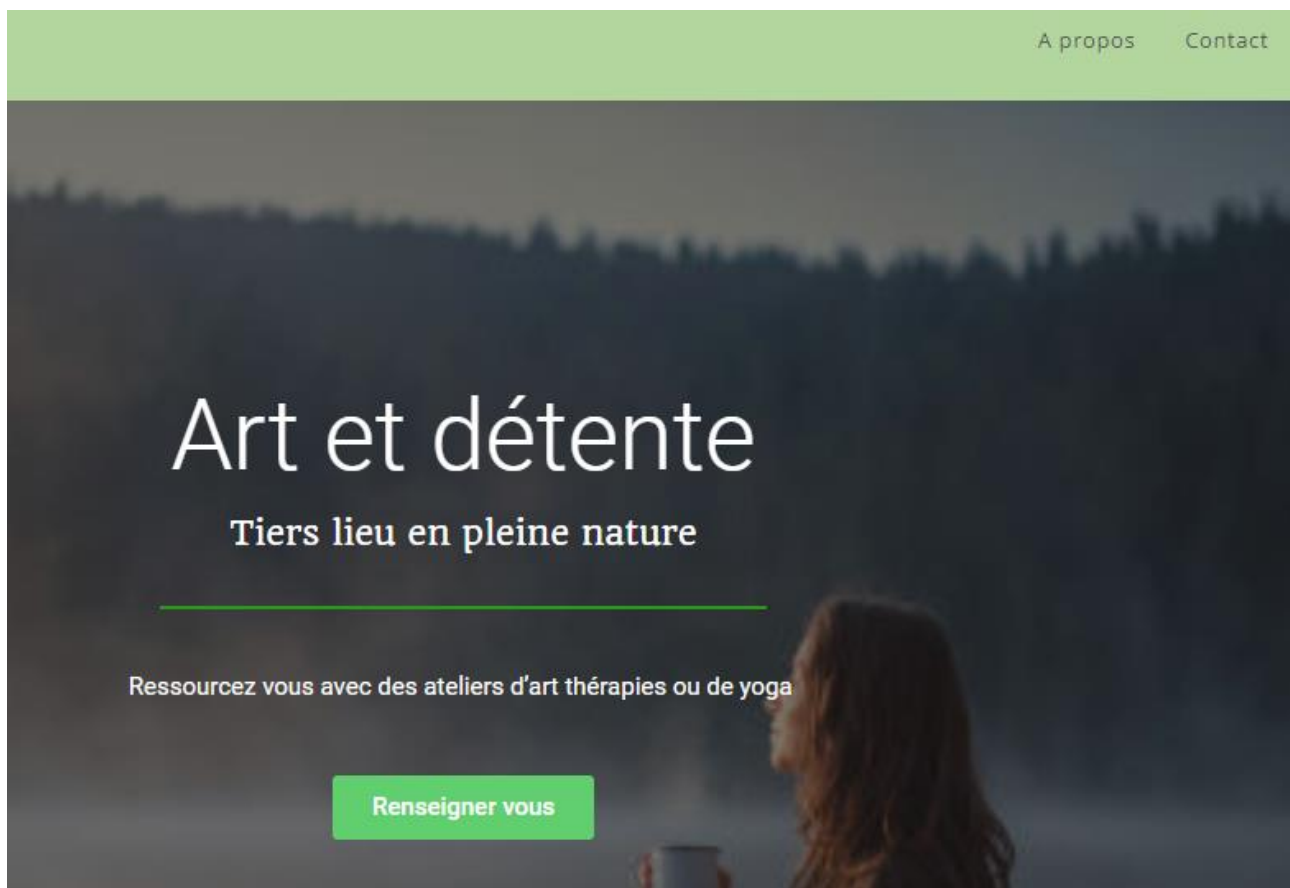 A propos Contact
Art et détente
Tiers lieu en pleine nature
Ressourcez vous avec des ateliers d’art thérapies ou de yoga
Renseigner vous